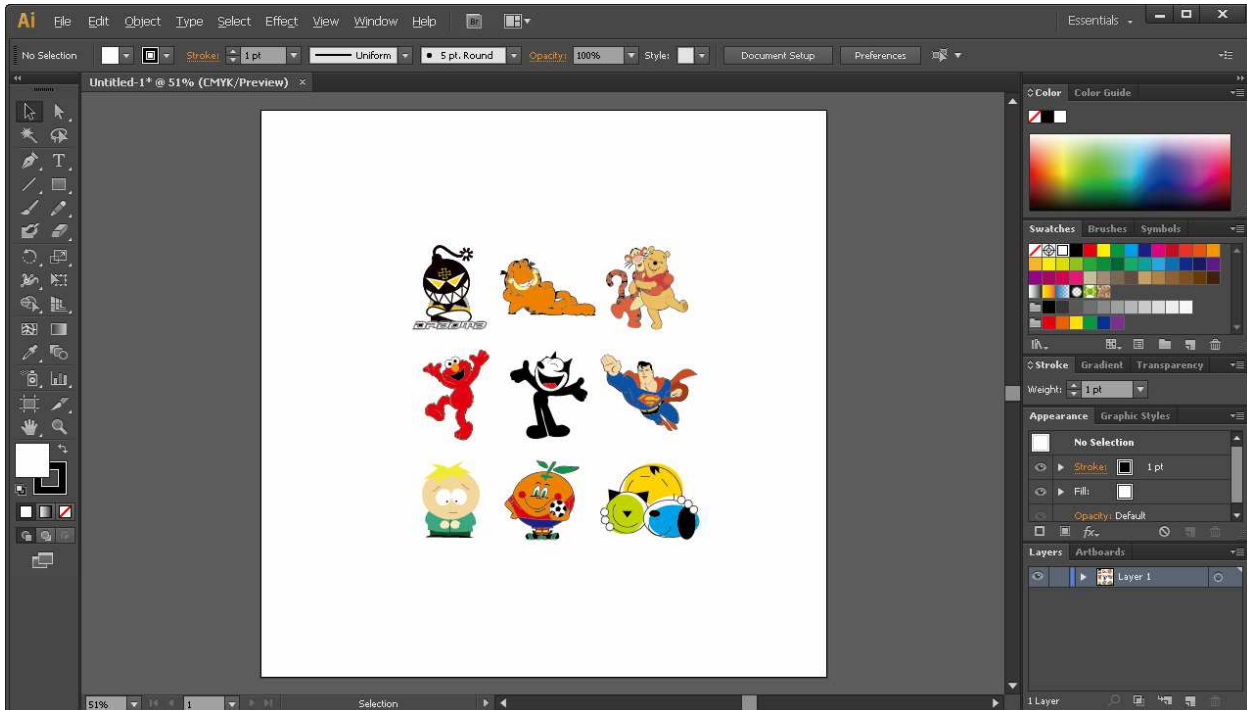 Ai File Edit Object Type Select Effect View Window Help Br Essentials
No Selection Stroke: 1 pt Uniform 5 pt. Round Opacity: 100% Style: Document Setup Preferences
Untitled-1* @ 51% (CMYK/Preview) ×
Color Color Guide
Swatches Brushes Symbols
Stroke Gradient Transparency
Weight: 1 pt
Appearance Graphic Styles
No Selection
Stroke: 1 pt
Fill:
Opacity: Default
fx
Layers Artboards
Layer 1
1 Layer
51% 1 Selection